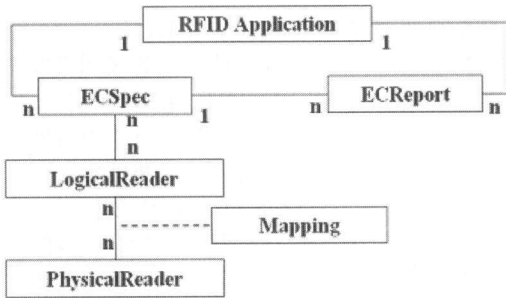 RFID Application
1
1
ECSpec
ECReport
n
n
1
n
n
n
LogicalReader
n
Mapping
n
PhysicalReader